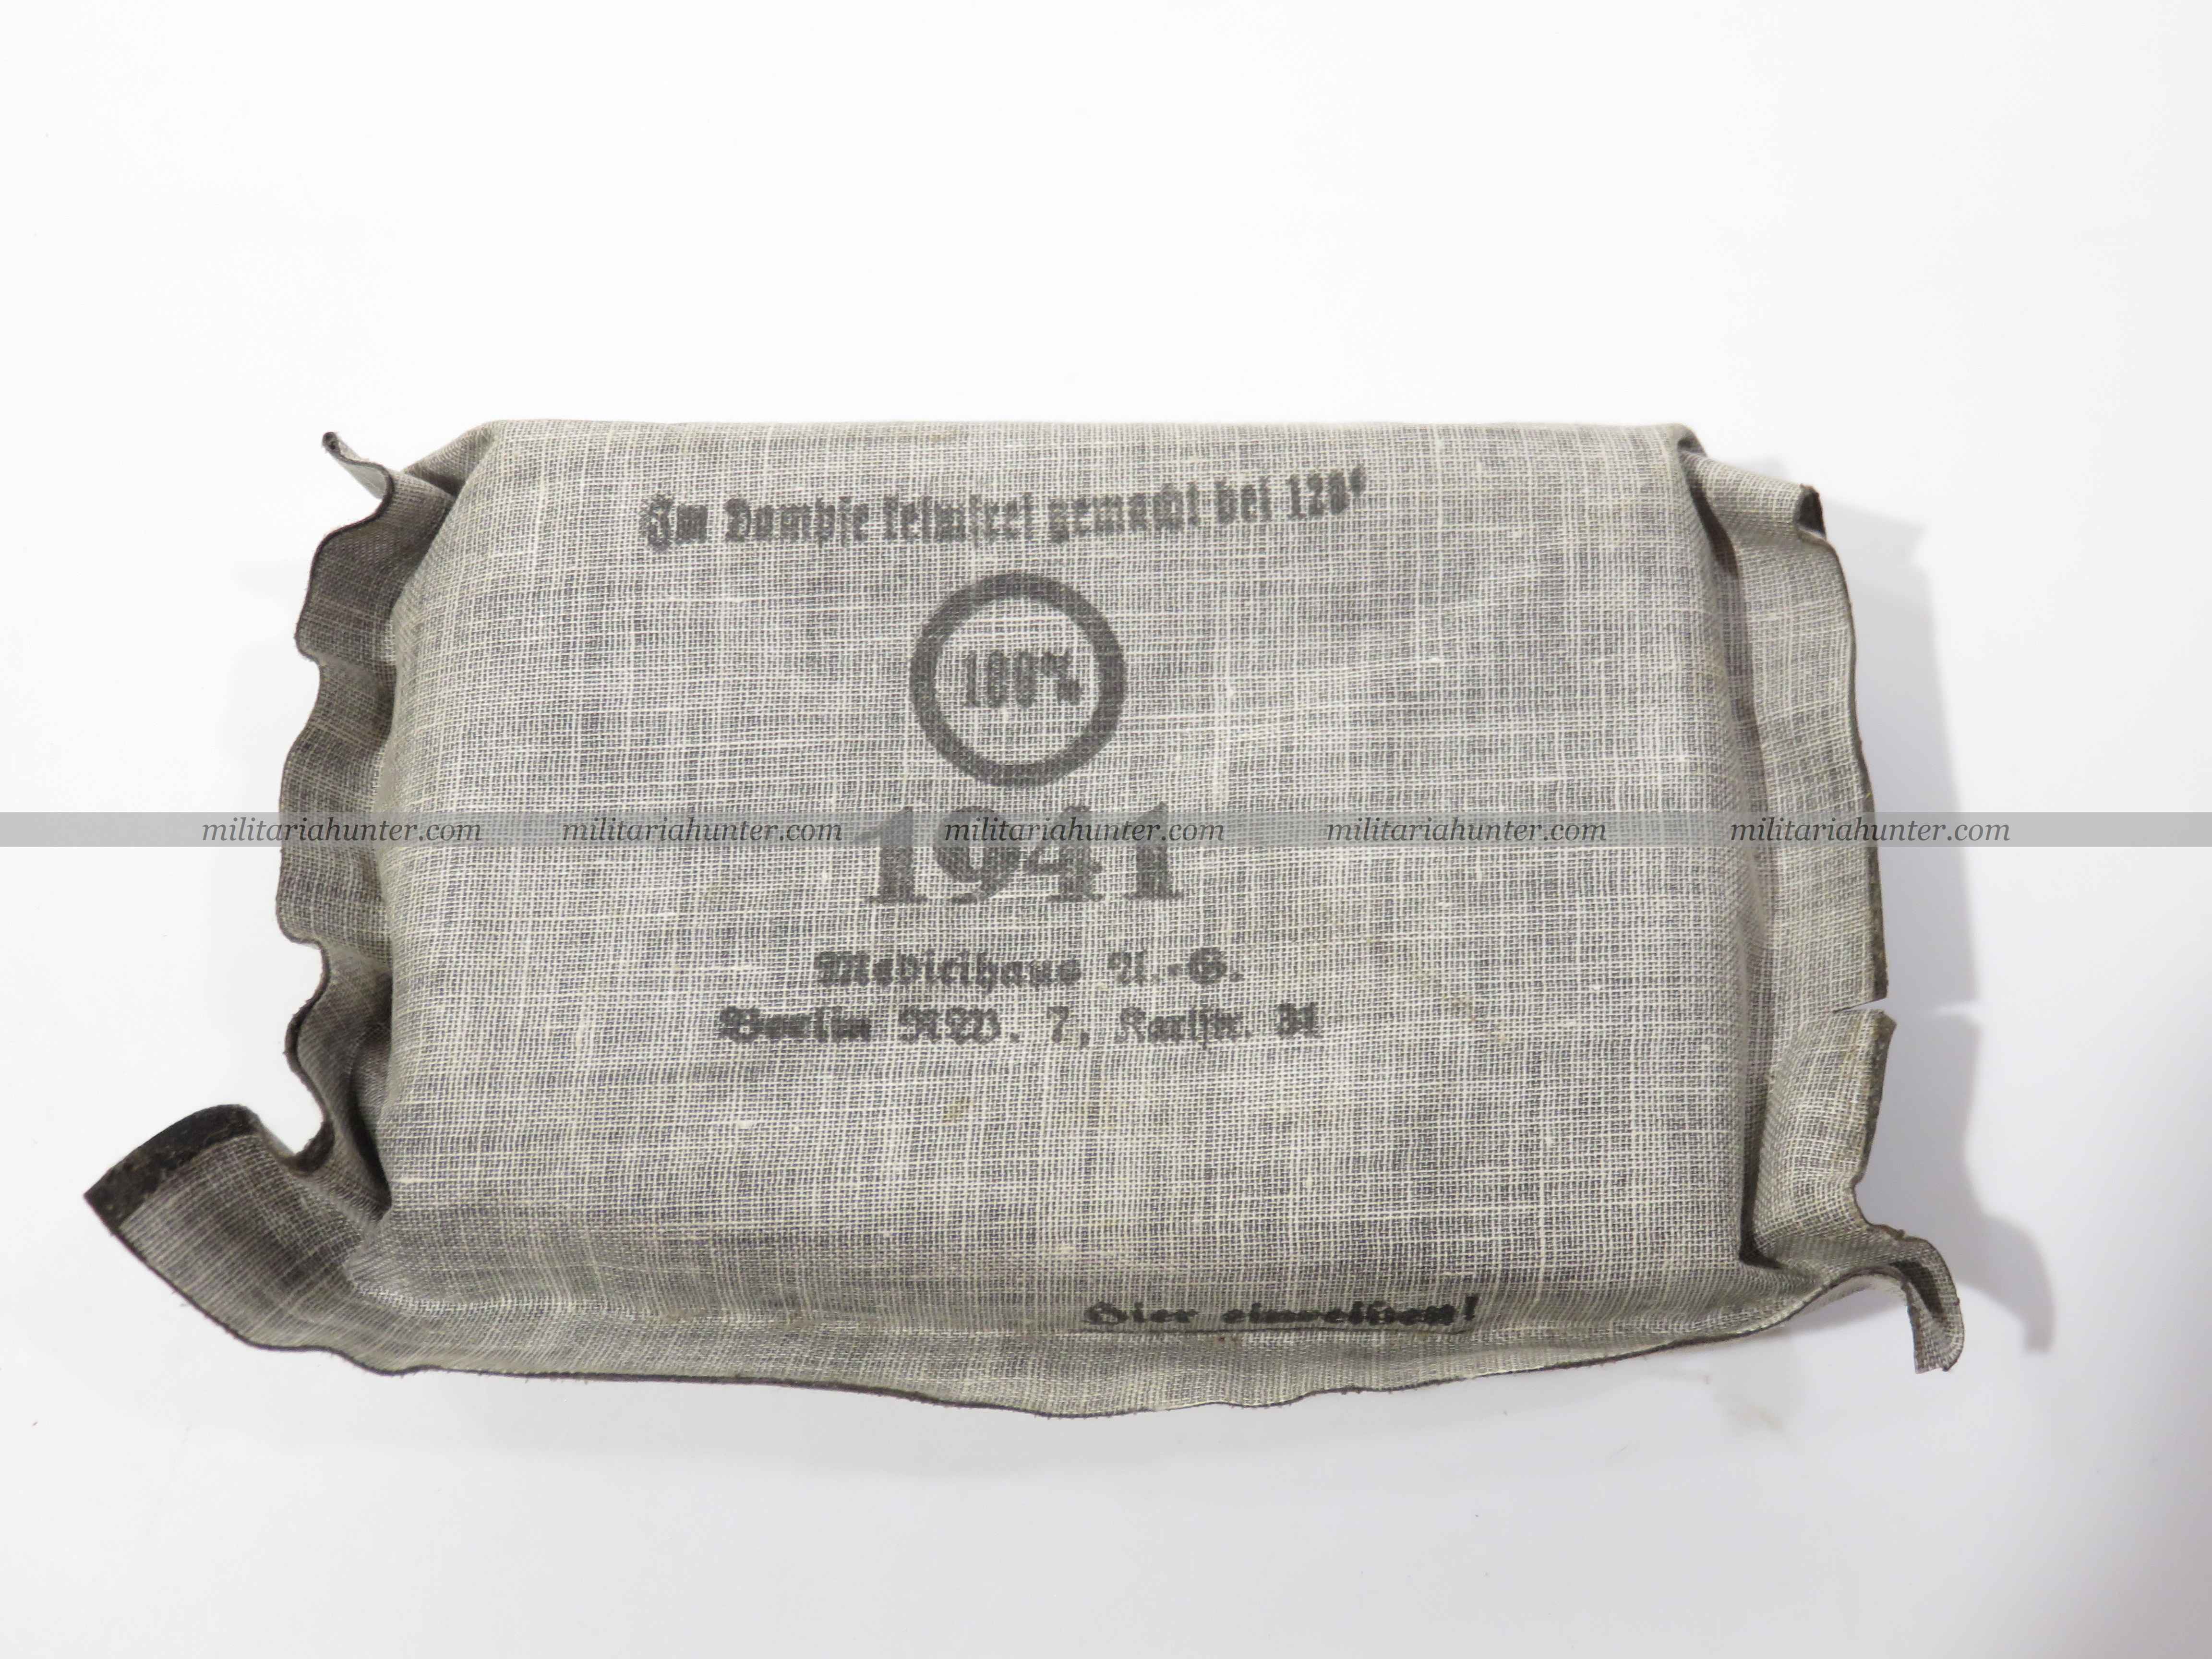 Im Dampfe keimfrei gemacht bei 120°
100%
1941
militariahunter.com militariahunter.com militariahunter.com militariahunter.com militariahunter.com
Medicihaus A.-G.
Berlin NW. 7, Karlstr. 31
Hier einreißen!